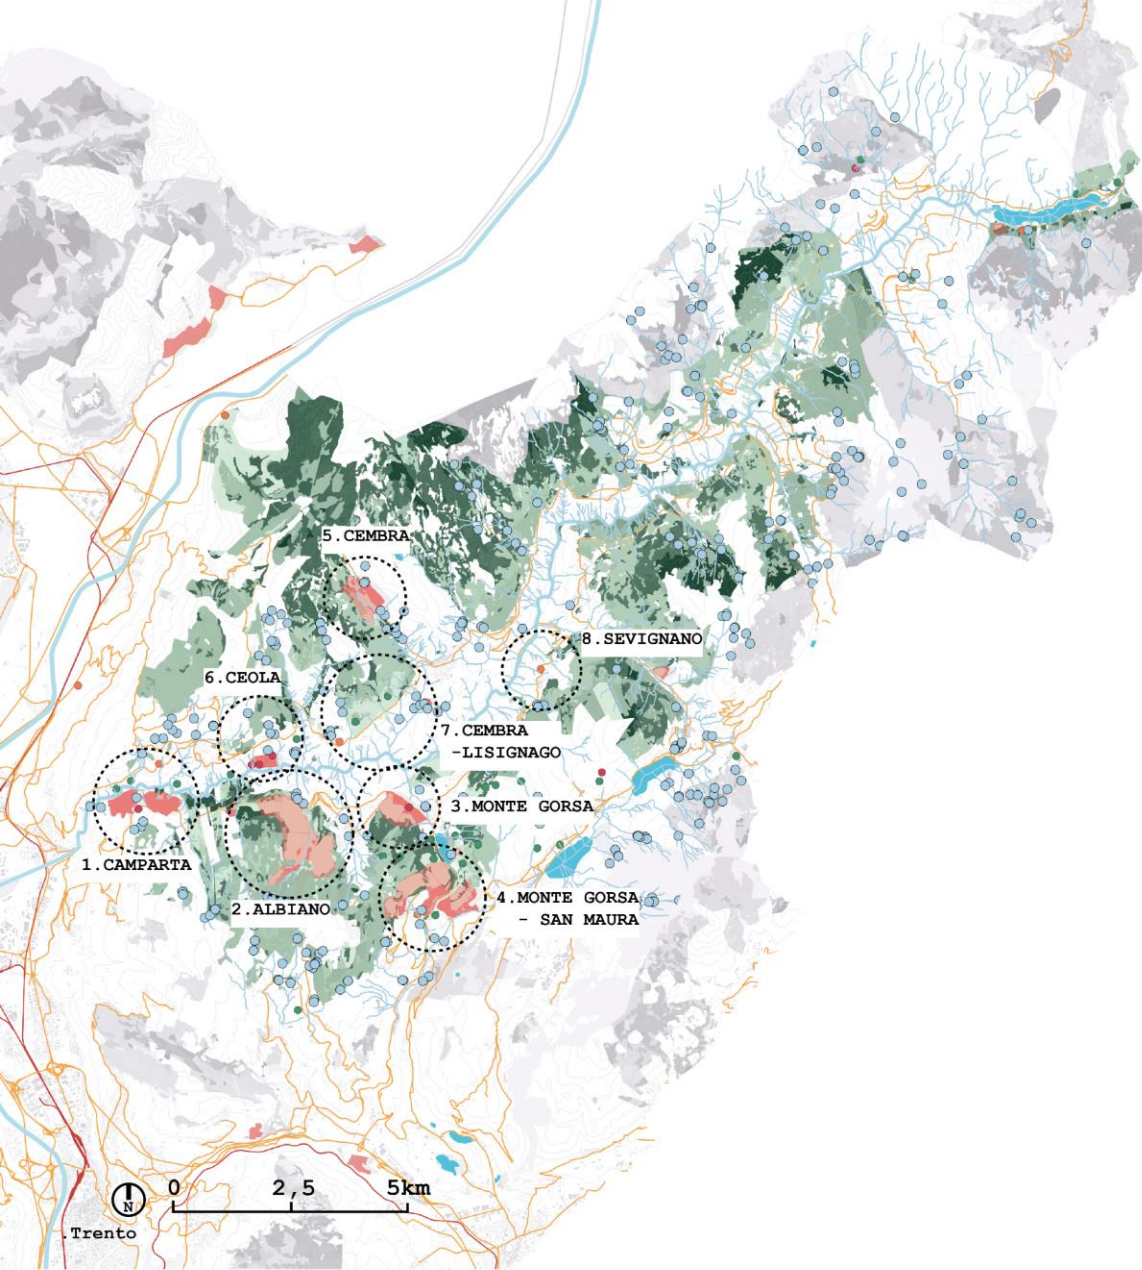 5.CEMBRA
8.SEVIGNANO
6.CEOLA
7.CEMBRA
-LISIGNAGO
3.MONTE GORSA
1.CAMPARTA
4.MONTE GORSA
- SAN MAURA
2.ALBIANO
0 2,5 5km
N
.Trento